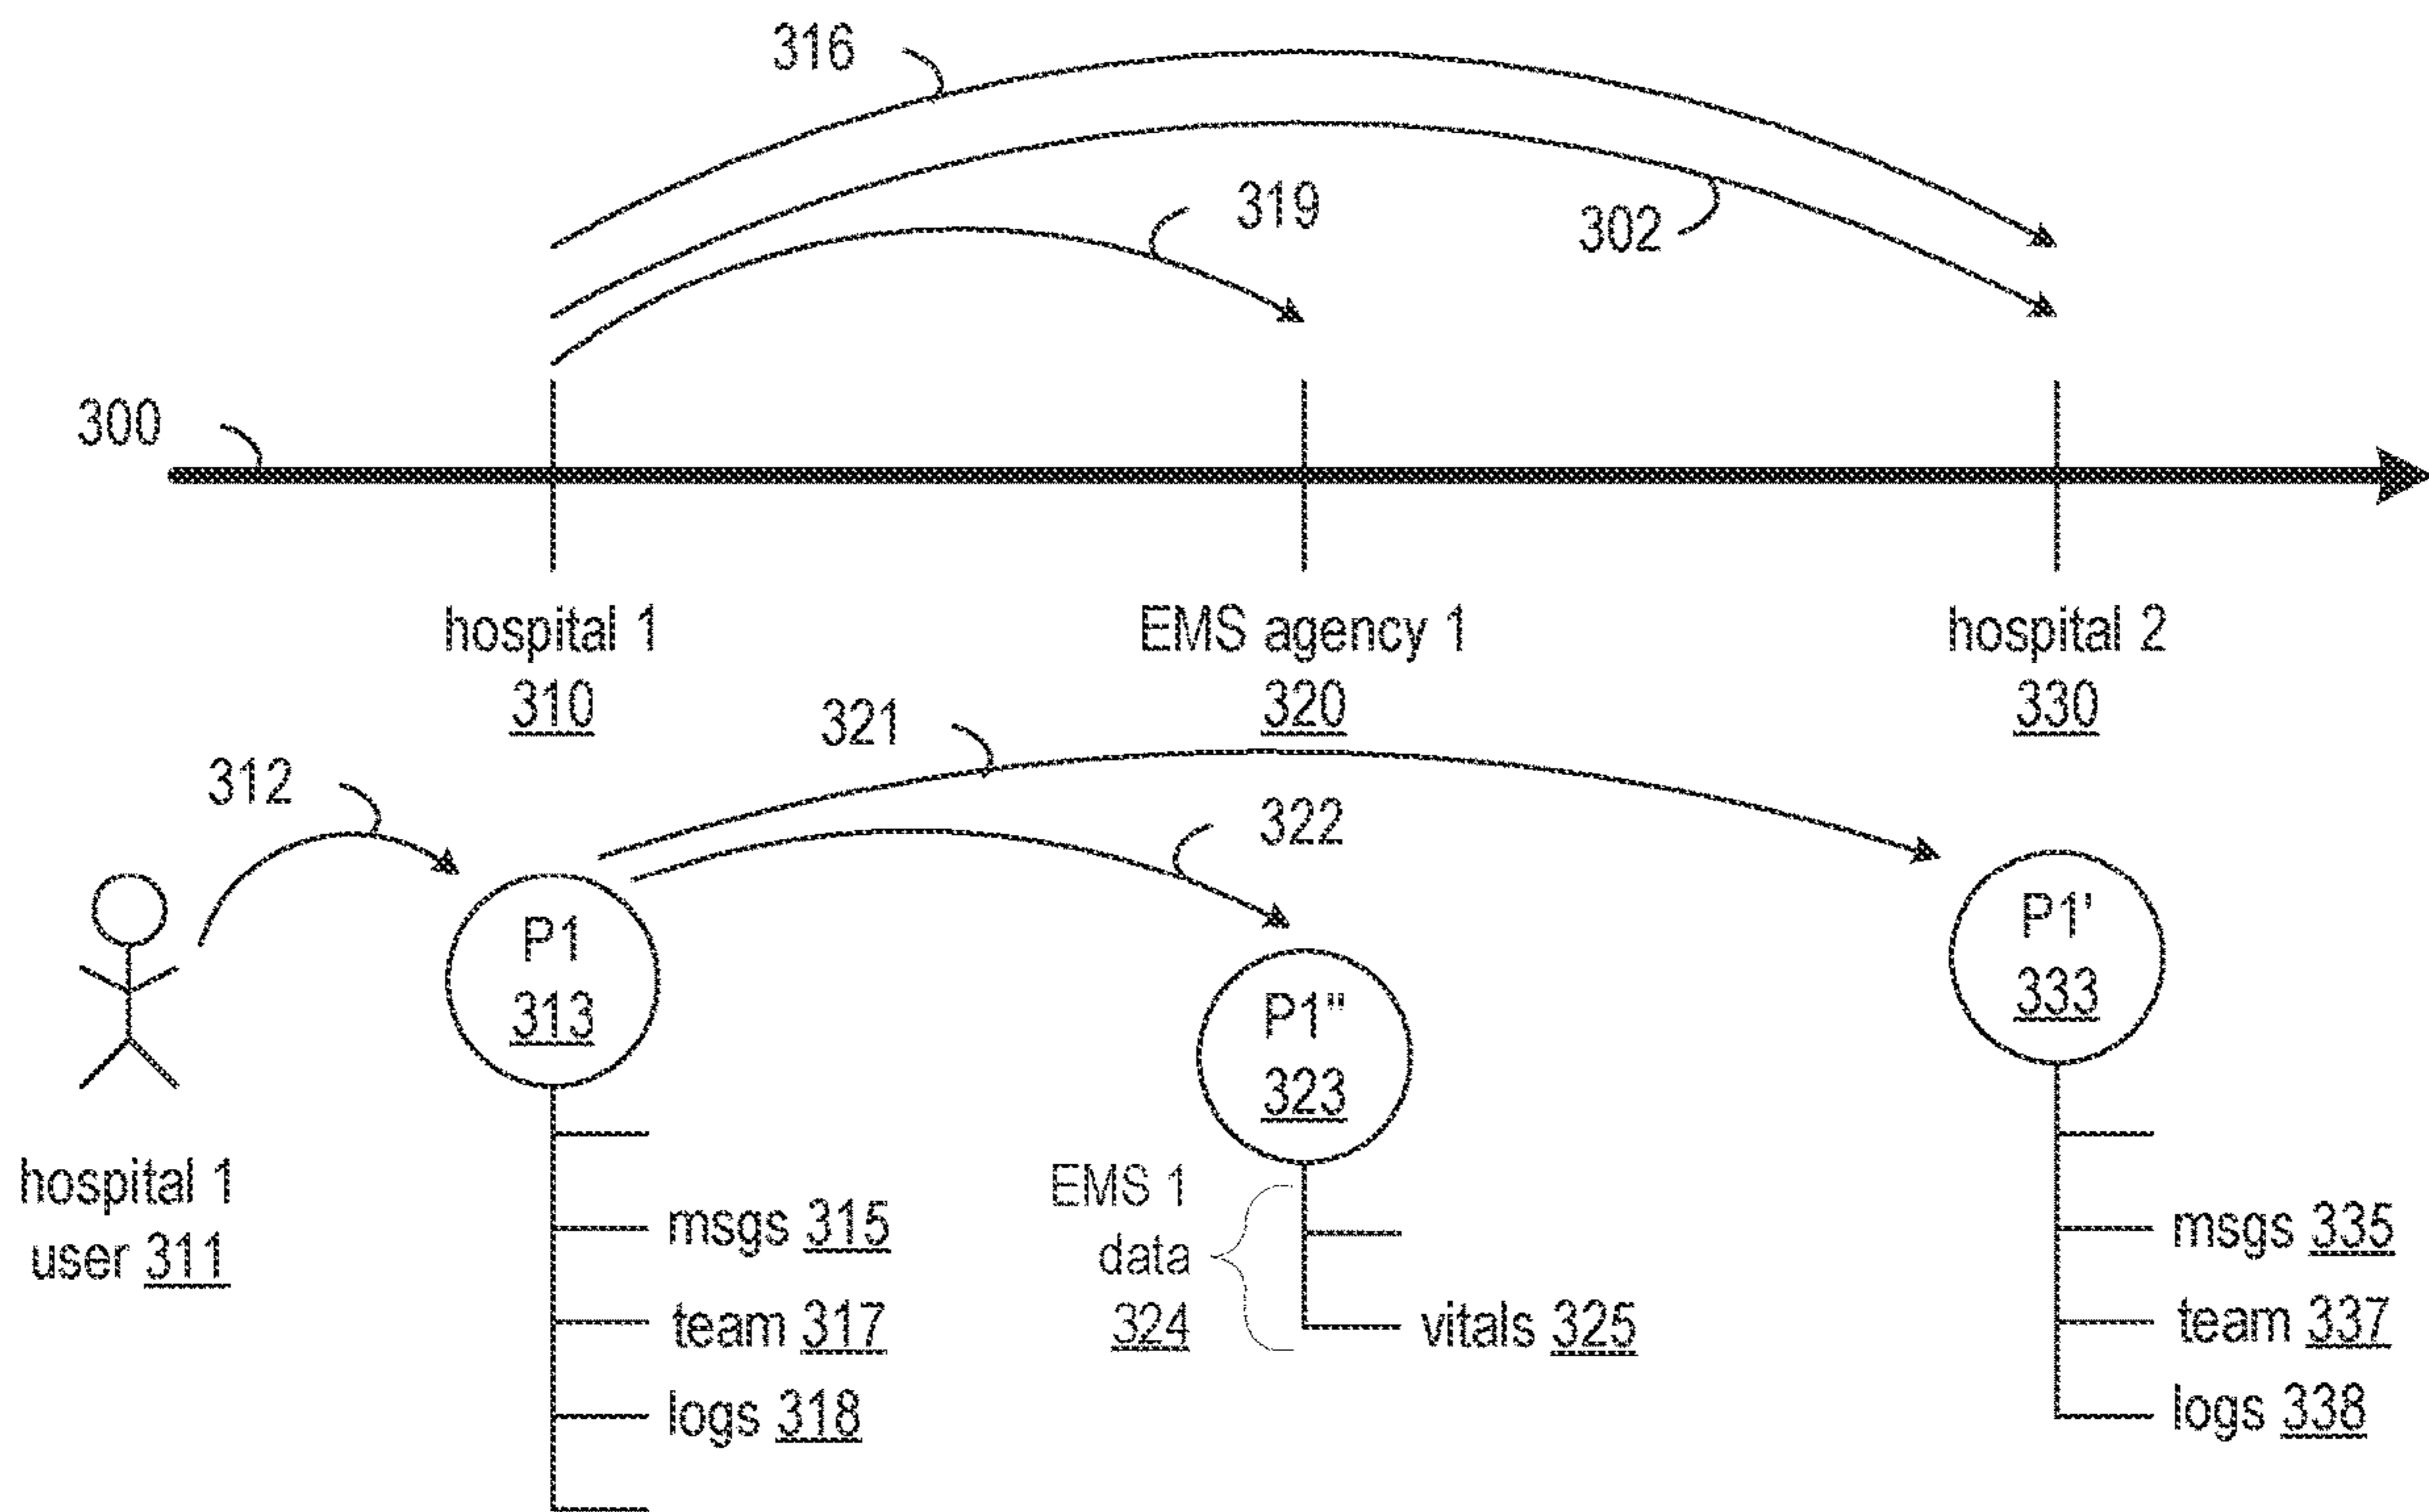 316
319
302
300
hospital 1
310
EMS agency 1
320
hospital 2
330
321
312
322
P1
313
P1"
323
P1'
333
hospital 1
user 311
msgs 315
team 317
logs 318
EMS 1
data
324
vitals 325
msgs 335
team 337
logs 338